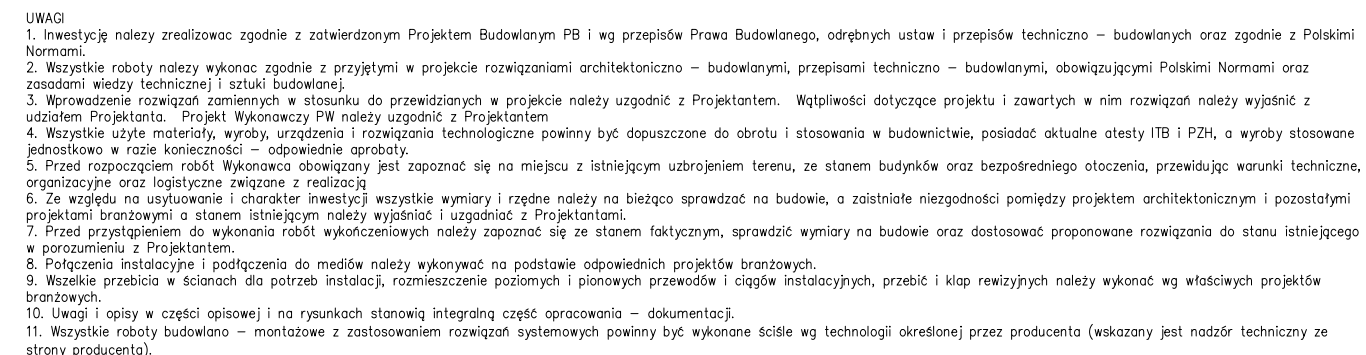 UWAGI
1. Inwestycję nalezy zrealizowac zgodnie z zatwierdzonym Projektem Budowlanym PB i wg przepisów Prawa Budowlanego, odrębnych ustaw i przepisów techniczno – budowlanych oraz zgodnie z Polskimi
Normami.
2. Wszystkie roboty nalezy wykonac zgodnie z przyjętymi w projekcie rozwiązaniami architektoniczno – budowlanymi, przepisami techniczno – budowlanymi, obowiązującymi Polskimi Normami oraz
zasadami wiedzy technicznej i sztuki budowlanej.
3. Wprowadzenie rozwiązań zamiennych w stosunku do przewidzianych w projekcie należy uzgodnić z Projektantem. Wątpliwości dotyczące projektu i zawartych w nim rozwiązań należy wyjaśnić z
udziałem Projektanta. Projekt Wykonawczy PW należy uzgodnić z Projektantem
4. Wszystkie użyte materiały, wyroby, urządzenia i rozwiązania technologiczne powinny być dopuszczone do obrotu i stosowania w budownictwie, posiadać aktualne atesty ITB i PZH, a wyroby stosowane
jednostkowo w razie konieczności – odpowiednie aprobaty.
5. Przed rozpocząciem robót Wykonawca obowiązany jest zapoznać się na miejscu z istniejącym uzbrojeniem terenu, ze stanem budynków oraz bezpośredniego otoczenia, przewidując warunki techniczne,
organizacyjne oraz logistyczne związane z realizacją
6. Ze względu na usytuowanie i charakter inwestycji wszystkie wymiary i rzędne należy na bieżąco sprawdzać na budowie, a zaistniałe niezgodności pomiędzy projektem architektonicznym i pozostałymi
projektami branżowymi a stanem istniejącym należy wyjaśniać i uzgadniać z Projektantami.
7. Przed przystąpieniem do wykonania robót wykończeniowych należy zapoznać się ze stanem faktycznym, sprawdzić wymiary na budowie oraz dostosować proponowane rozwiązania do stanu istniejącego
w porozumieniu z Projektantem.
8. Połączenia instalacyjne i podłączenia do mediów należy wykonywać na podstawie odpowiednich projektów branżowych.
9. Wszelkie przebicia w ścianach dla potrzeb instalacji, rozmieszczenie poziomych i pionowych przewodów i ciągów instalacyjnych, przebić i klap rewizyjnych należy wykonać wg właściwych projektów
branżowych.
10. Uwagi i opisy w części opisowej i na rysunkach stanowią integralną część opracowania – dokumentacji.
11. Wszystkie roboty budowlano – montażowe z zastosowaniem rozwiązań systemowych powinny być wykonane ściśle wg technologii określonej przez producenta (wskazany jest nadzór techniczny ze
strony producenta).